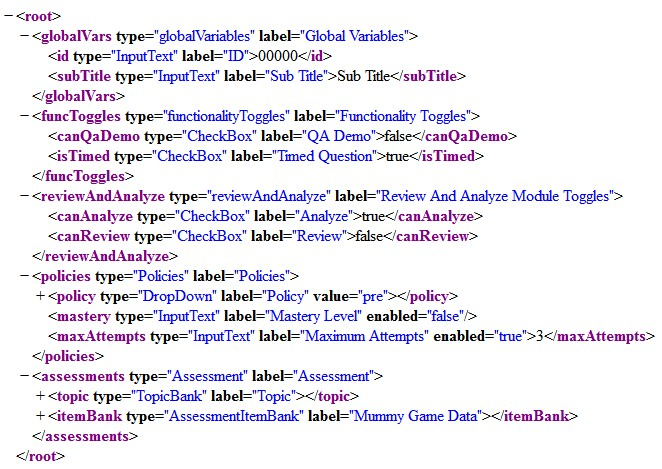 −<root>
−<globalVars type="globalVariables" label="Global Variables">
<id type="InputText" label="ID">00000</id>
<subTitle type="InputText" label="Sub Title">Sub Title</subTitle>
</globalVars>
−<funcToggles type="functionalityToggles" label="Functionality Toggles">
<canQaDemo type="CheckBox" label="QA Demo">false</canQaDemo>
<isTimed type="CheckBox" label="Timed Question">true</isTimed>
</funcToggles>
−<reviewAndAnalyze type="reviewAndAnalyze" label="Review And Analyze Module Toggles">
<canAnalyze type="CheckBox" label="Analyze">true</canAnalyze>
<canReview type="CheckBox" label="Review">false</canReview>
</reviewAndAnalyze>
−<policies type="Policies" label="Policies">
+<policy type="DropDown" label="Policy" value="pre"></policy>
<mastery type="InputText" label="Mastery Level" enabled="false"/>
<maxAttempts type="InputText" label="Maximum Attempts" enabled="true">3</maxAttempts>
</policies>
−<assessments type="Assessment" label="Assessment">
+<topic type="TopicBank" label="Topic"></topic>
+<itemBank type="AssessmentItemBank" label="Mummy Game Data"></itemBank>
</assessments>
</root>